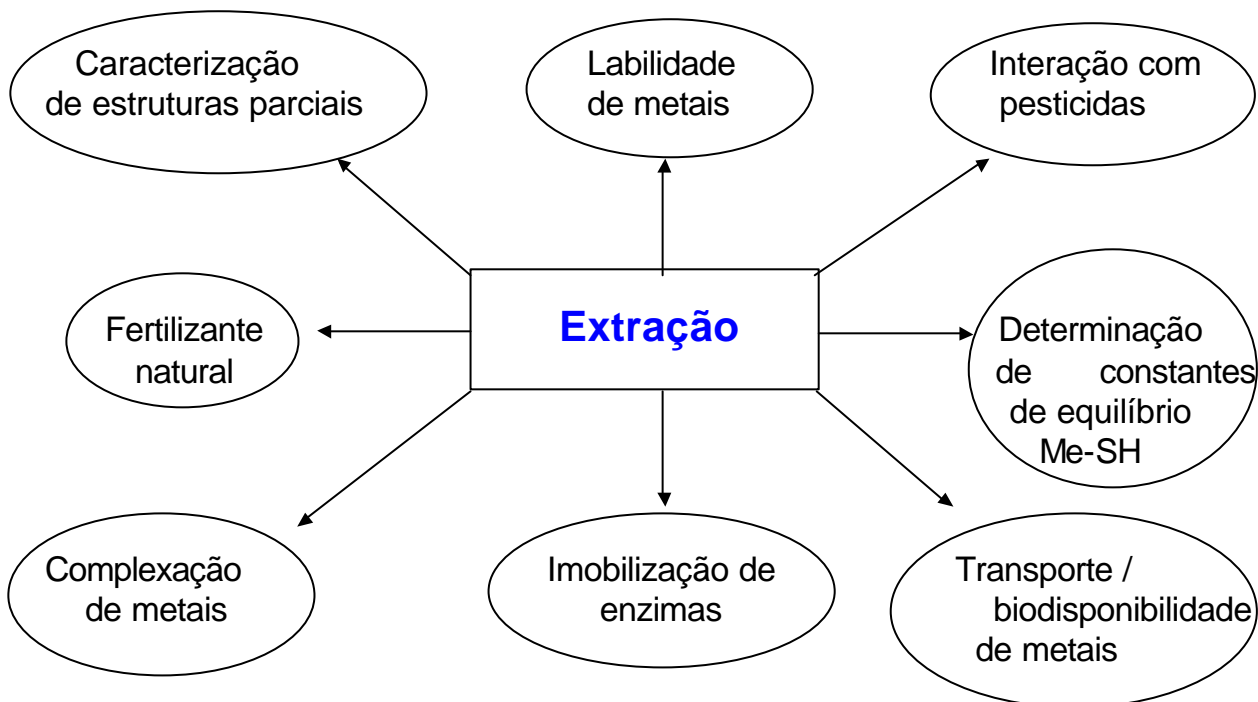 Caracterização
de estruturas parciais
Labilidade
de metais
Interação com
pesticidas
Fertilizante
natural
Extração
Determinação
de constantes
de equilíbrio
Me-SH
Complexação
de metais
Imobilização de
enzimas
Transporte /
biodisponibilidade
de metais